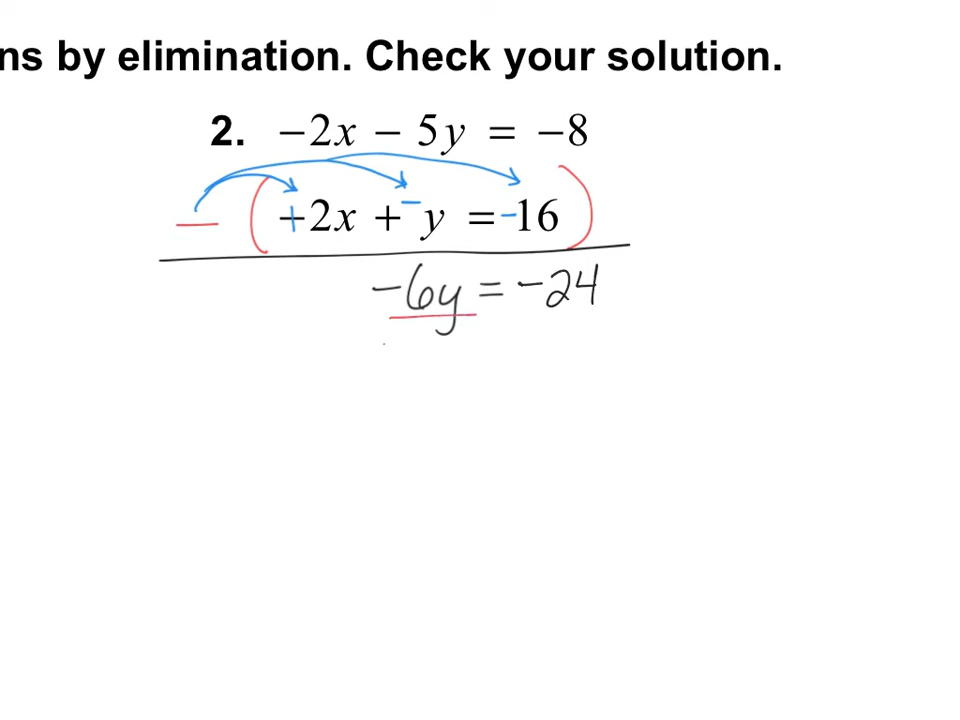 ns by elimination. Check your solution.
2. −2x − 5y = −8
− ( +2x + − y = -16 )
-6y = -24